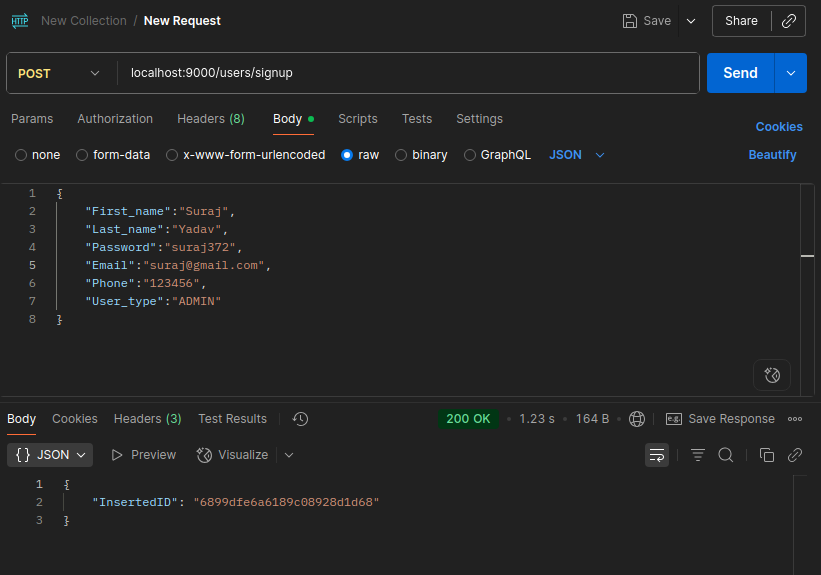 HTTP New Collection / New Request Save Share
POST localhost:9000/users/signup Send
Params Authorization Headers (8) Body Scripts Tests Settings Cookies
none form-data x-www-form-urlencoded raw binary GraphQL JSON Beautify
1 {
2 "First_name":"Suraj",
3 "Last_name":"Yadav",
4 "Password":"suraj372",
5 "Email":"suraj@gmail.com",
6 "Phone":"123456",
7 "User_type":"ADMIN"
8 }
Body Cookies Headers (3) Test Results 200 OK • 1.23 s • 164 B • e.g. Save Response
{} JSON Preview Visualize
1 {
2 "InsertedID": "6899dfe6a6189c08928d1d68"
3 }